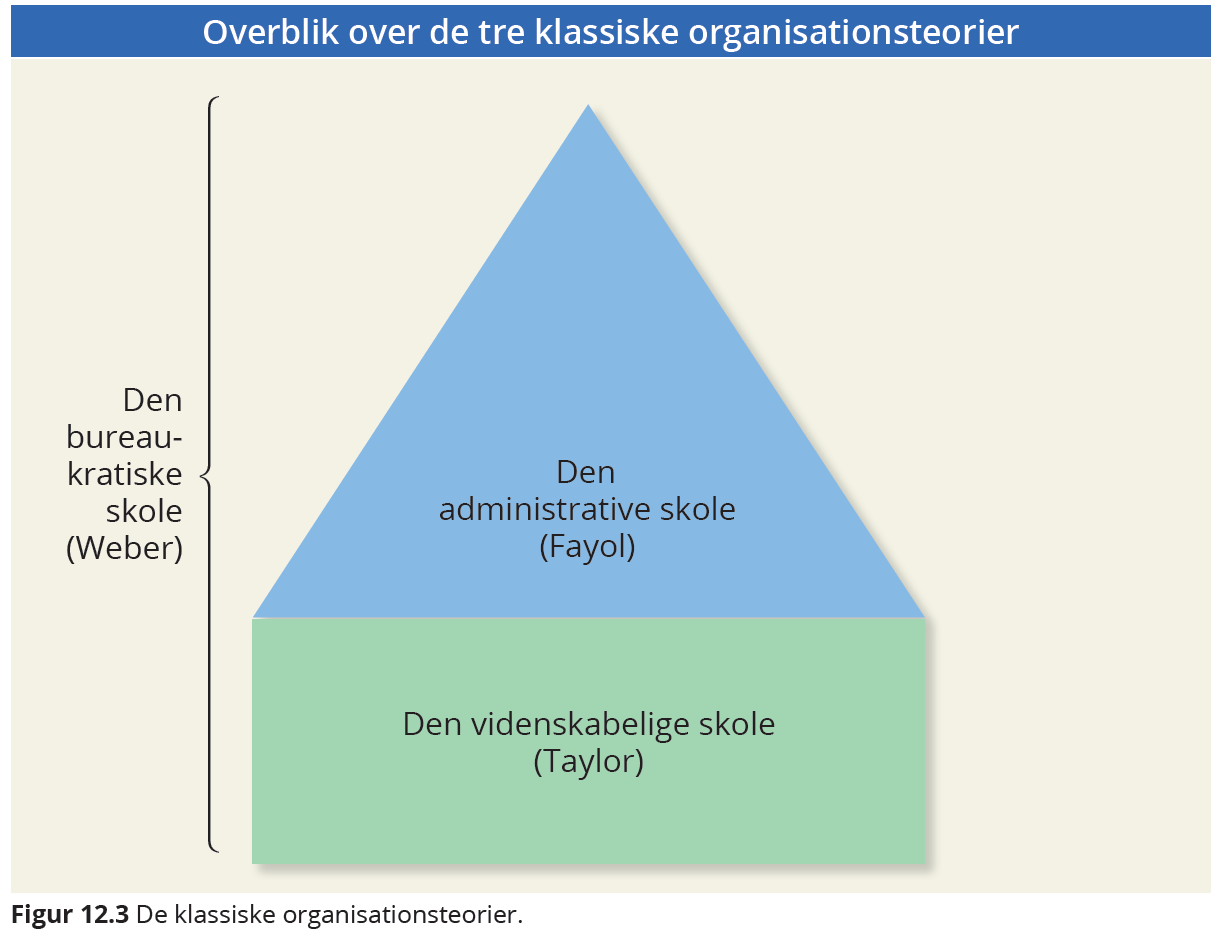 Overblik over de tre klassiske organisationsteorier
Den
bureau-
kratiske
skole
(Weber)
Den
administrative skole
(Fayol)
Den videnskabelige skole
(Taylor)
Figur 12.3 De klassiske organisationsteorier.